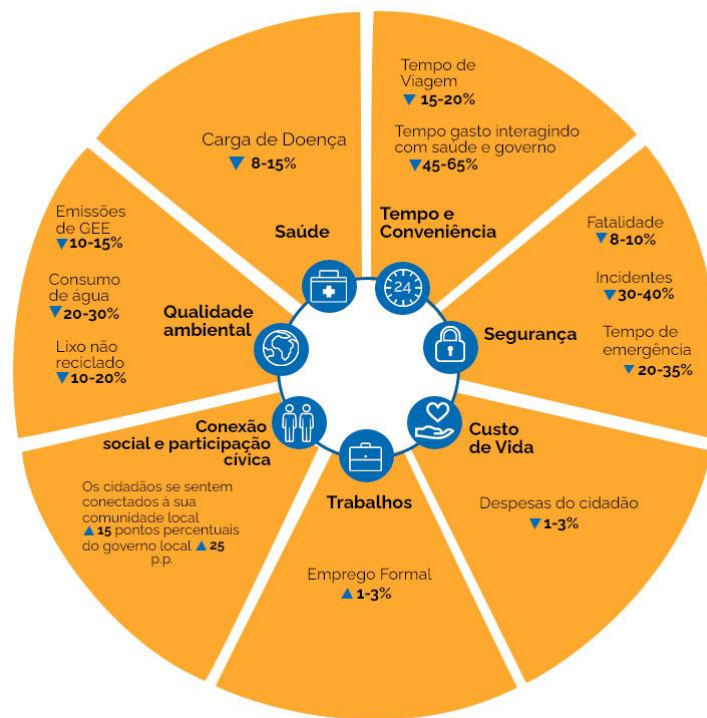 Tempo de
Viagem
▼ 15-20%
Tempo gasto interagindo
com saúde e governo
▼45-65%
Tempo e
Conveniência
24
Fatalidade
▼8-10%
Incidentes
▼30-40%
Tempo de
emergência
▼ 20-35%
Segurança
Custo
de Vida
Despesas do cidadão
▼ 1-3%
Trabalhos
Emprego Formal
▲ 1-3%
Conexão
social e participação
cívica
Os cidadãos se sentem
conectados à sua
comunidade local
▲ 15 pontos percentuais
do governo local ▲ 25
p.p.
Qualidade
ambiental
Emissões
de GEE
▼10-15%
Consumo
de água
▼20-30%
Lixo não
reciclado
▼10-20%
Carga de Doença
▼ 8-15%
Saúde